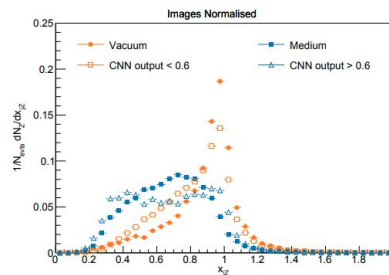 Images Normalised
0.25
0.2
0.15
0.1
0.05
0
1/N_evts dN_Z/dx_jZ
Vacuum
Medium
CNN output < 0.6
CNN output > 0.6
0 0.2 0.4 0.6 0.8 1 1.2 1.4 1.6 1.8
x_jZ